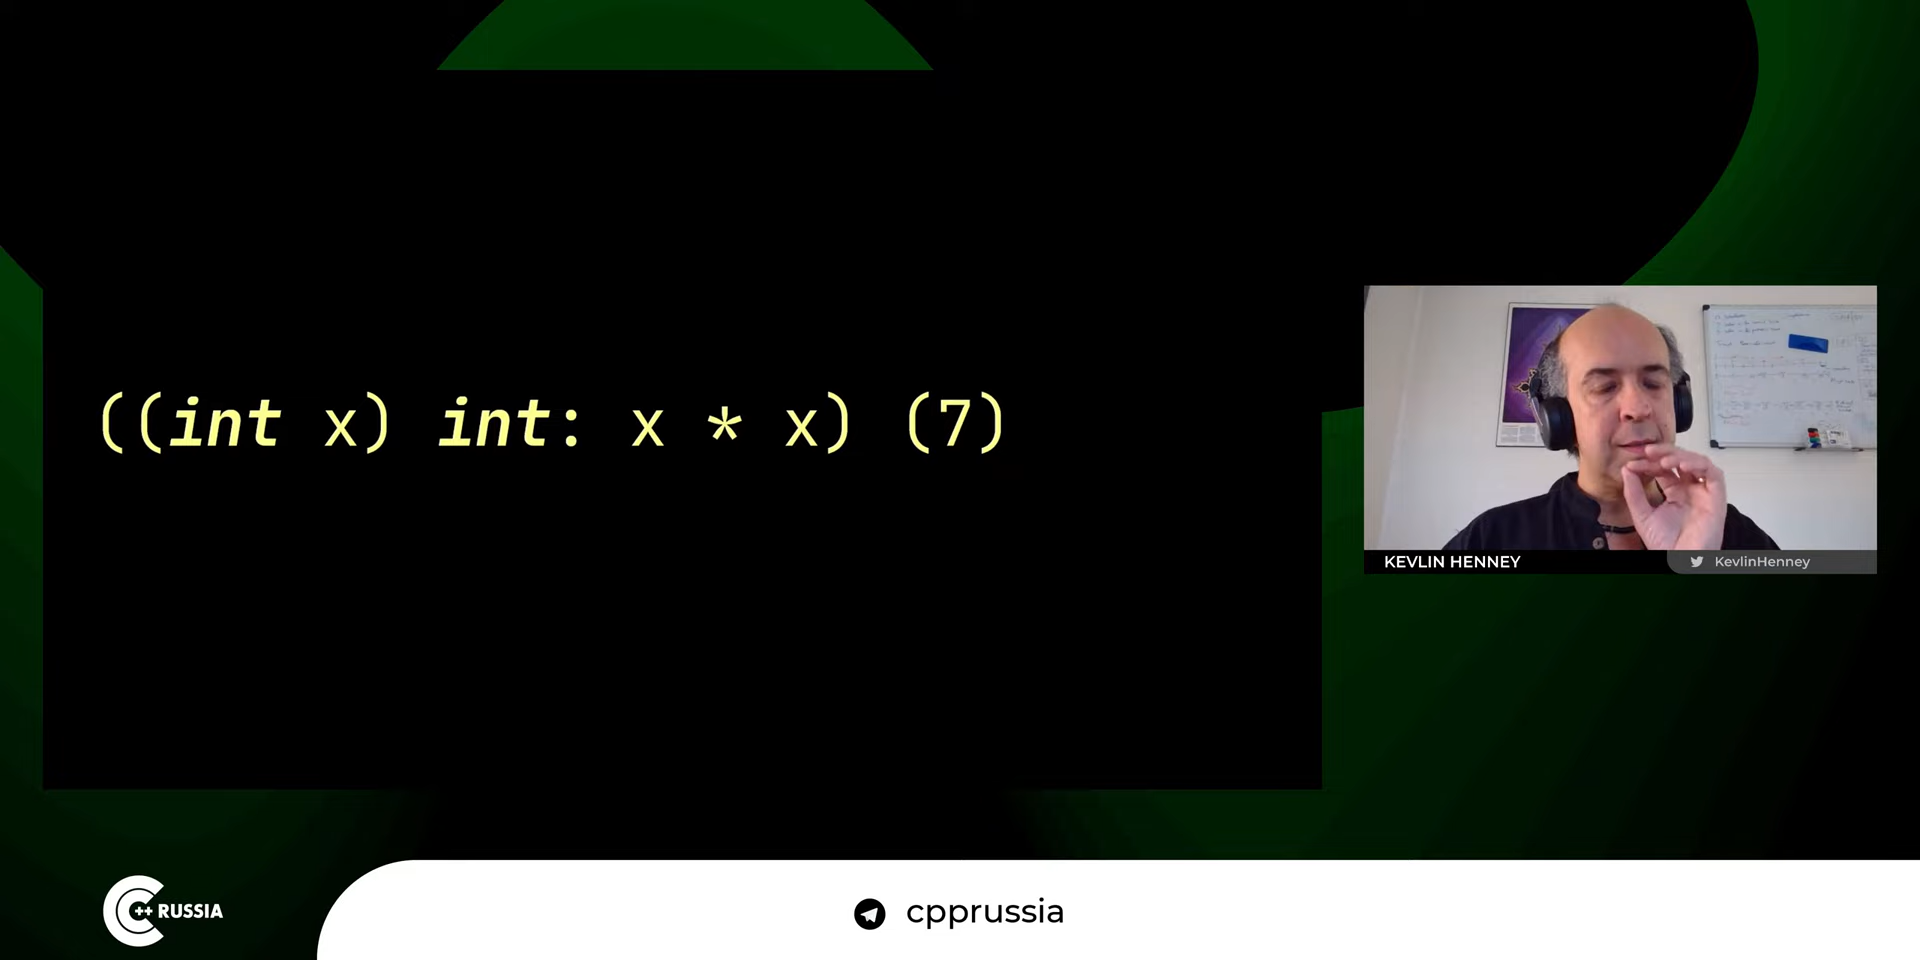 ((int x) int: x * x) (7)
KEVLIN HENNEY
KevlinHenney
C++ RUSSIA
cpprussia